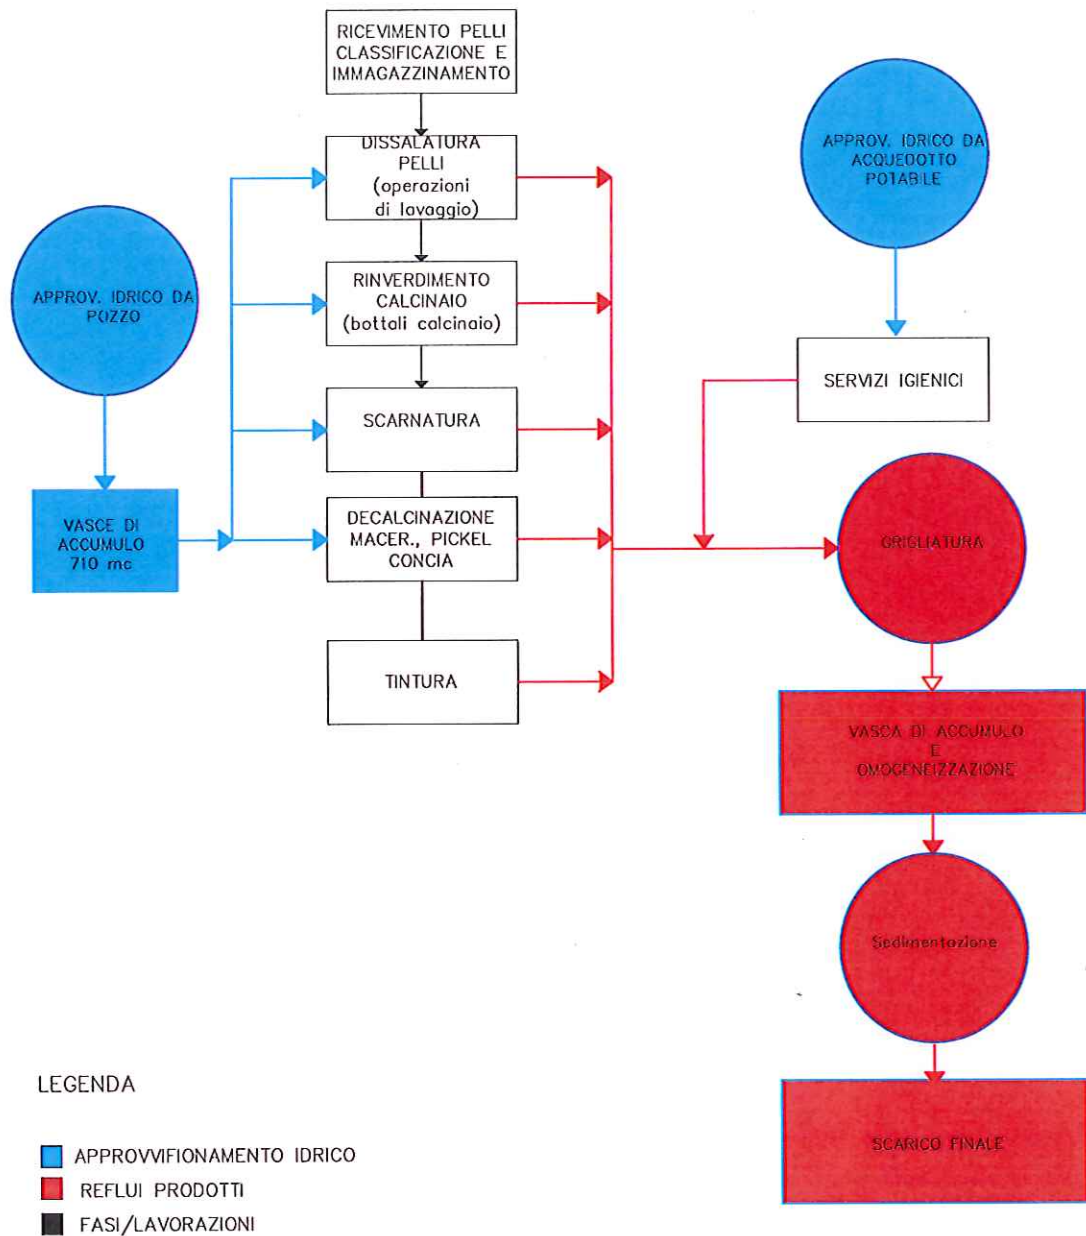 RICEVIMENTO PELLI
CLASSIFICAZIONE E
IMMAGAZZINAMENTO
DISSALATURA
PELLI
(operazioni
di lavaggio)
RINVERDIMENTO
CALCINAIO
(bottali calcinaio)
SCARNATURA
DECALCINAZIONE
MACER., PICKEL
CONCIA
TINTURA
APPROV. IDRICO DA
POZZO
VASCE DI
ACCUMULO
710 mc
APPROV. IDRICO DA
ACQUEDOTTO
POTABILE
SERVIZI IGIENICI
GRIGLIATURA
VASCA DI ACCUMULO
E
OMOGENEIZZAZIONE
Sedimentazione
SCARICO FINALE
LEGENDA
APPROVVIFIONAMENTO IDRICO
REFLUI PRODOTTI
FASI/LAVORAZIONI